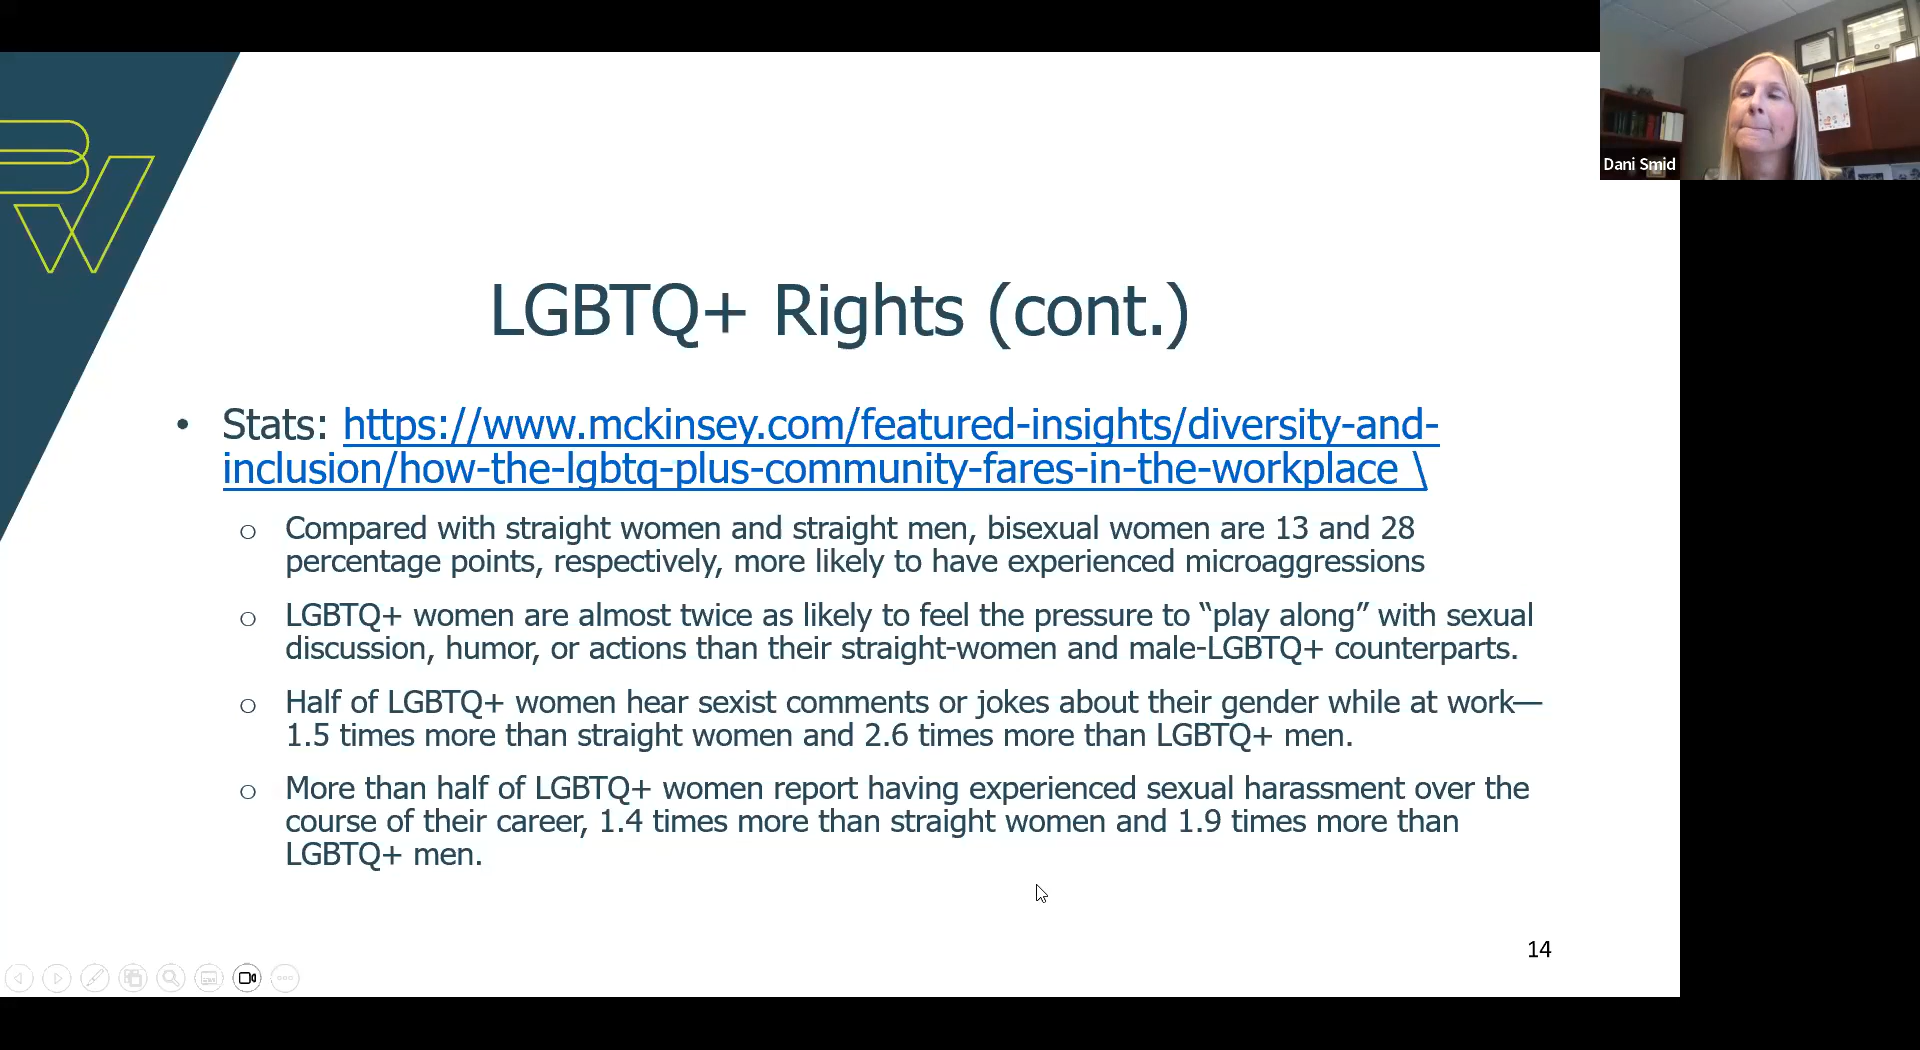 Dani Smid
LGBTQ+ Rights (cont.)
• Stats: https://www.mckinsey.com/featured-insights/diversity-and-
inclusion/how-the-lgbtq-plus-community-fares-in-the-workplace \
o Compared with straight women and straight men, bisexual women are 13 and 28
percentage points, respectively, more likely to have experienced microaggressions
o LGBTQ+ women are almost twice as likely to feel the pressure to “play along” with sexual
discussion, humor, or actions than their straight-women and male-LGBTQ+ counterparts.
o Half of LGBTQ+ women hear sexist comments or jokes about their gender while at work—
1.5 times more than straight women and 2.6 times more than LGBTQ+ men.
o More than half of LGBTQ+ women report having experienced sexual harassment over the
course of their career, 1.4 times more than straight women and 1.9 times more than
LGBTQ+ men.
14